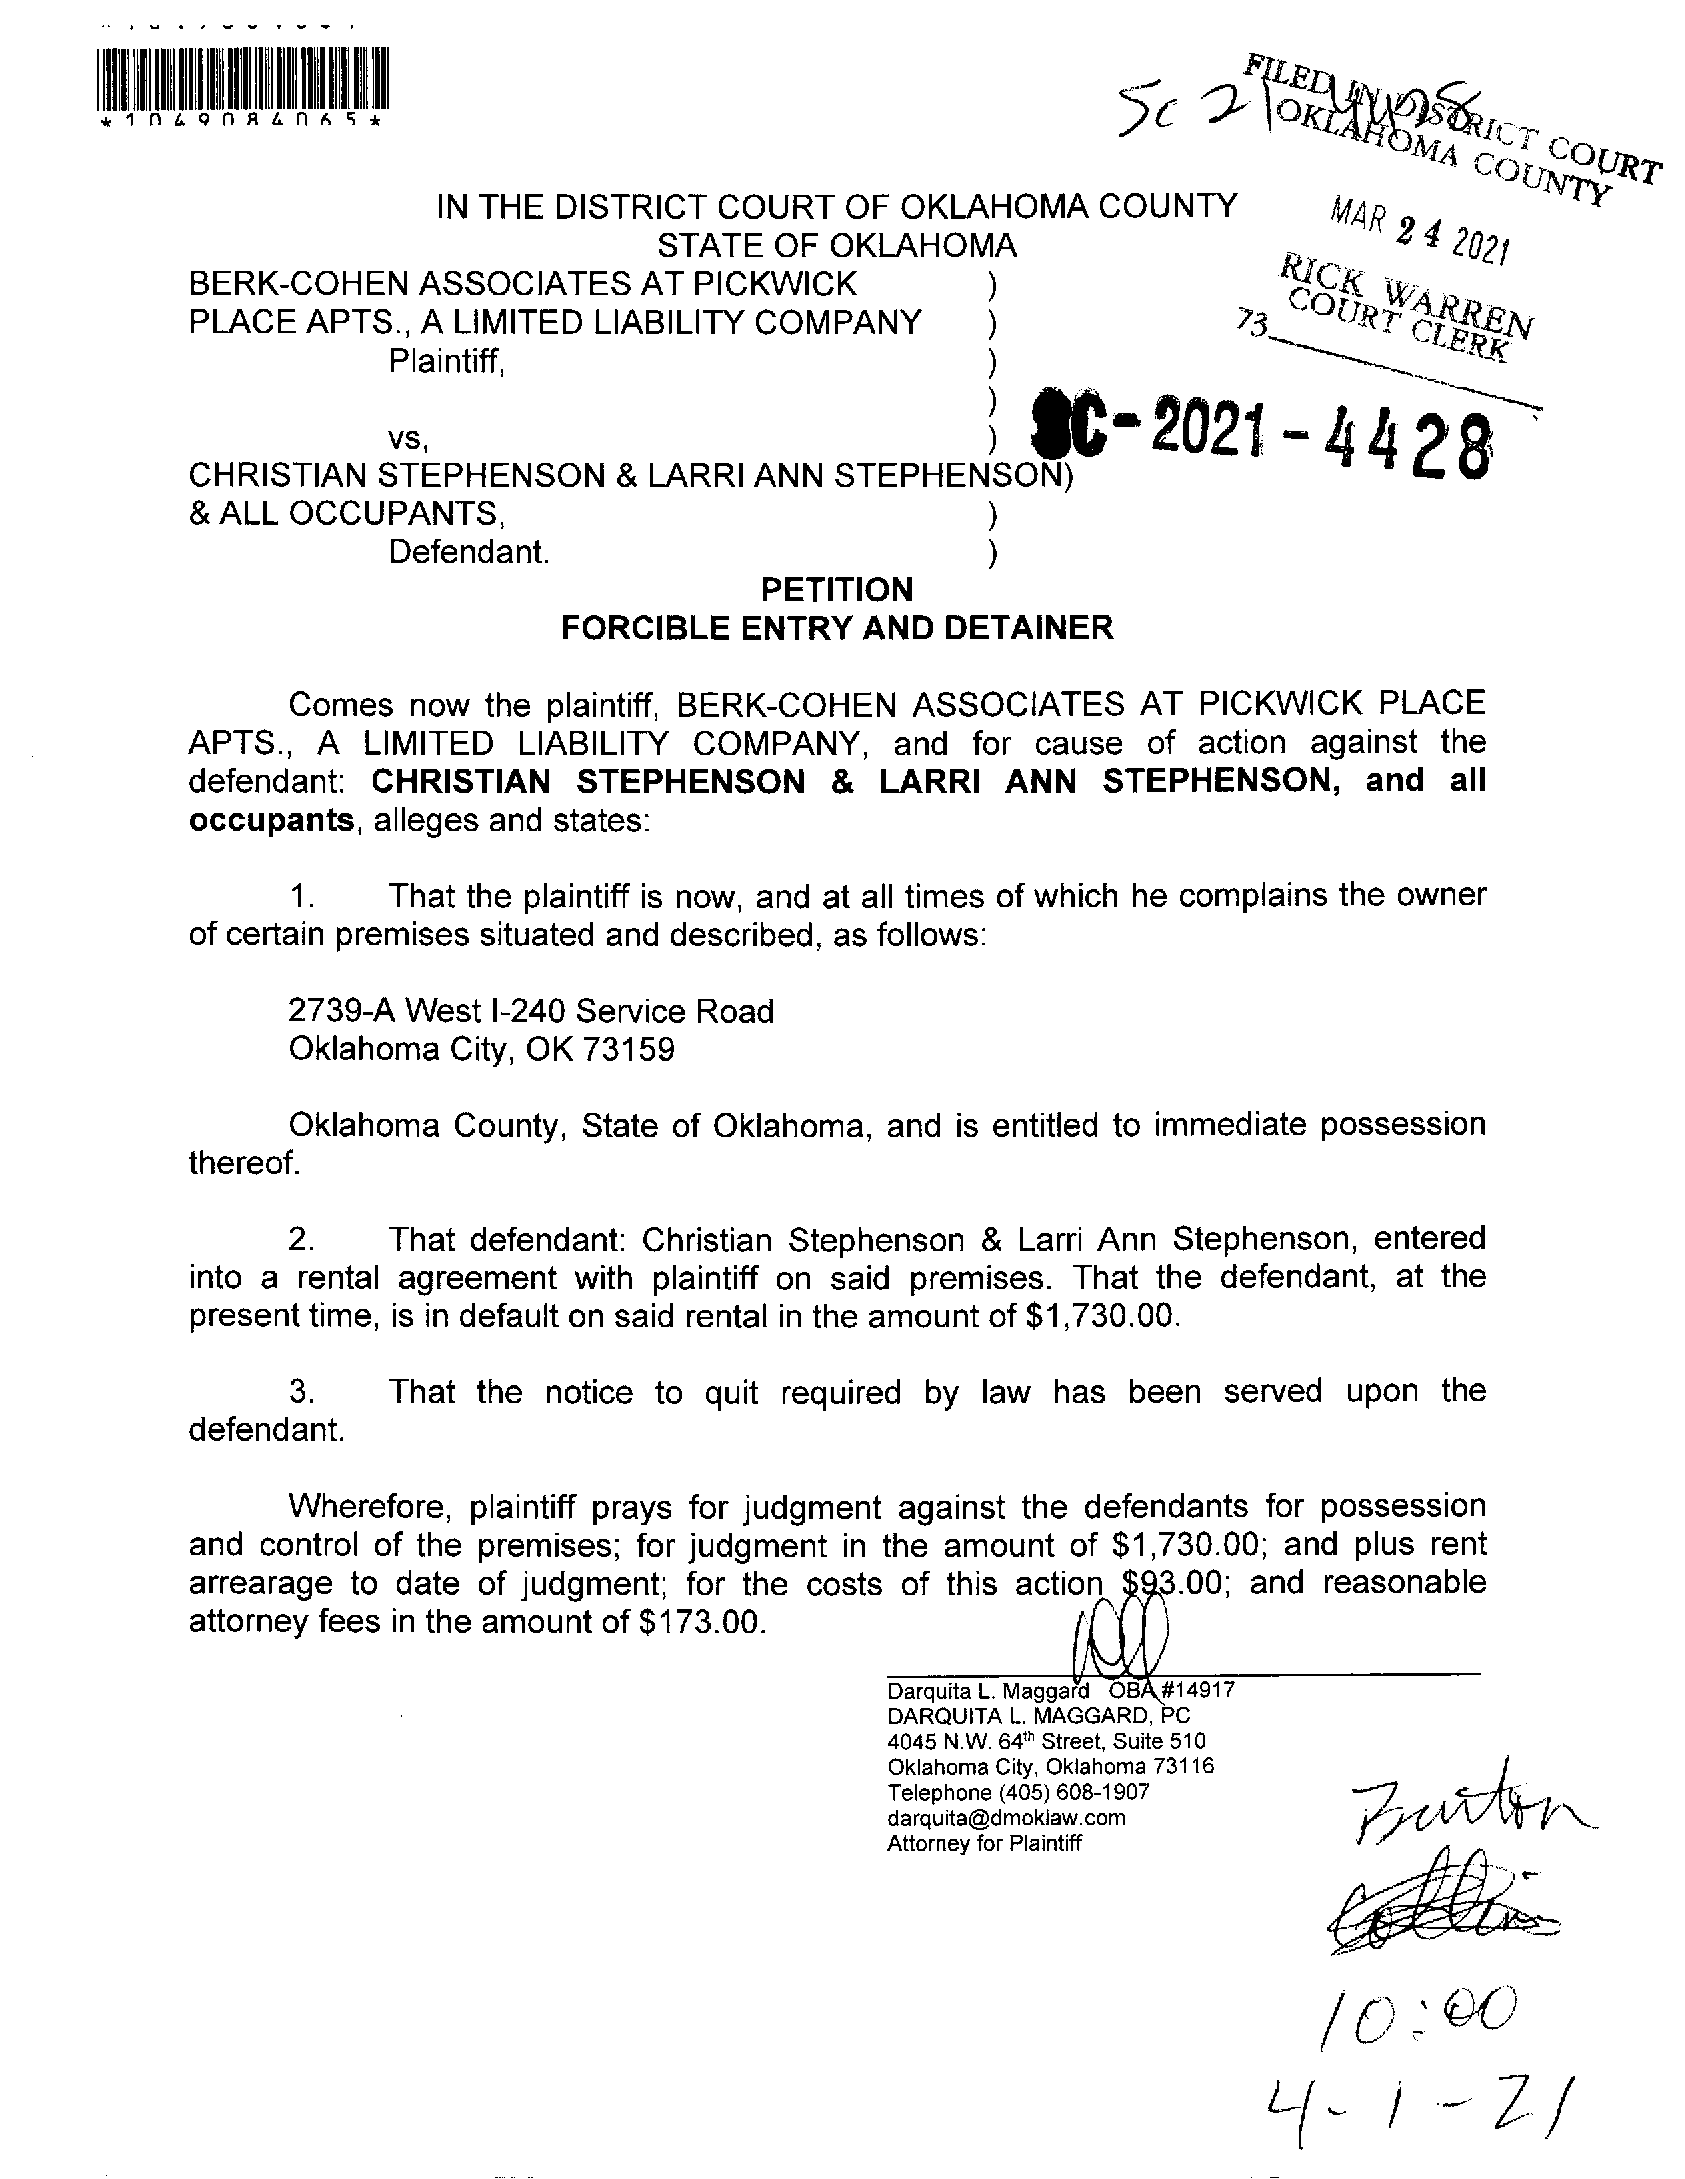 *1049084065*
SC 21 4428
FILED IN DISTRICT COURT
OKLAHOMA COUNTY
MAR 24 2021
RICK WARREN
COURT CLERK
73
IN THE DISTRICT COURT OF OKLAHOMA COUNTY
STATE OF OKLAHOMA
BERK-COHEN ASSOCIATES AT PICKWICK )
PLACE APTS., A LIMITED LIABILITY COMPANY )
Plaintiff, )
)
vs, )
SC-2021-4428
CHRISTIAN STEPHENSON & LARRI ANN STEPHENSON)
& ALL OCCUPANTS, )
Defendant. )
PETITION
FORCIBLE ENTRY AND DETAINER
Comes now the plaintiff, BERK-COHEN ASSOCIATES AT PICKWICK PLACE
APTS., A LIMITED LIABILITY COMPANY, and for cause of action against the
defendant: CHRISTIAN STEPHENSON & LARRI ANN STEPHENSON, and all
occupants, alleges and states:
1. That the plaintiff is now, and at all times of which he complains the owner
of certain premises situated and described, as follows:
2739-A West I-240 Service Road
Oklahoma City, OK 73159
Oklahoma County, State of Oklahoma, and is entitled to immediate possession
thereof.
2. That defendant: Christian Stephenson & Larri Ann Stephenson, entered
into a rental agreement with plaintiff on said premises. That the defendant, at the
present time, is in default on said rental in the amount of $1,730.00.
3. That the notice to quit required by law has been served upon the
defendant.
Wherefore, plaintiff prays for judgment against the defendants for possession
and control of the premises; for judgment in the amount of $1,730.00; and plus rent
arrearage to date of judgment; for the costs of this action $93.00; and reasonable
attorney fees in the amount of $173.00.
Darquita L. Maggard OBA #14917
DARQUITA L. MAGGARD, PC
4045 N.W. 64th Street, Suite 510
Oklahoma City, Oklahoma 73116
Telephone (405) 608-1907
darquita@dmoklaw.com
Attorney for Plaintiff
Burton
10:00
4-1-21